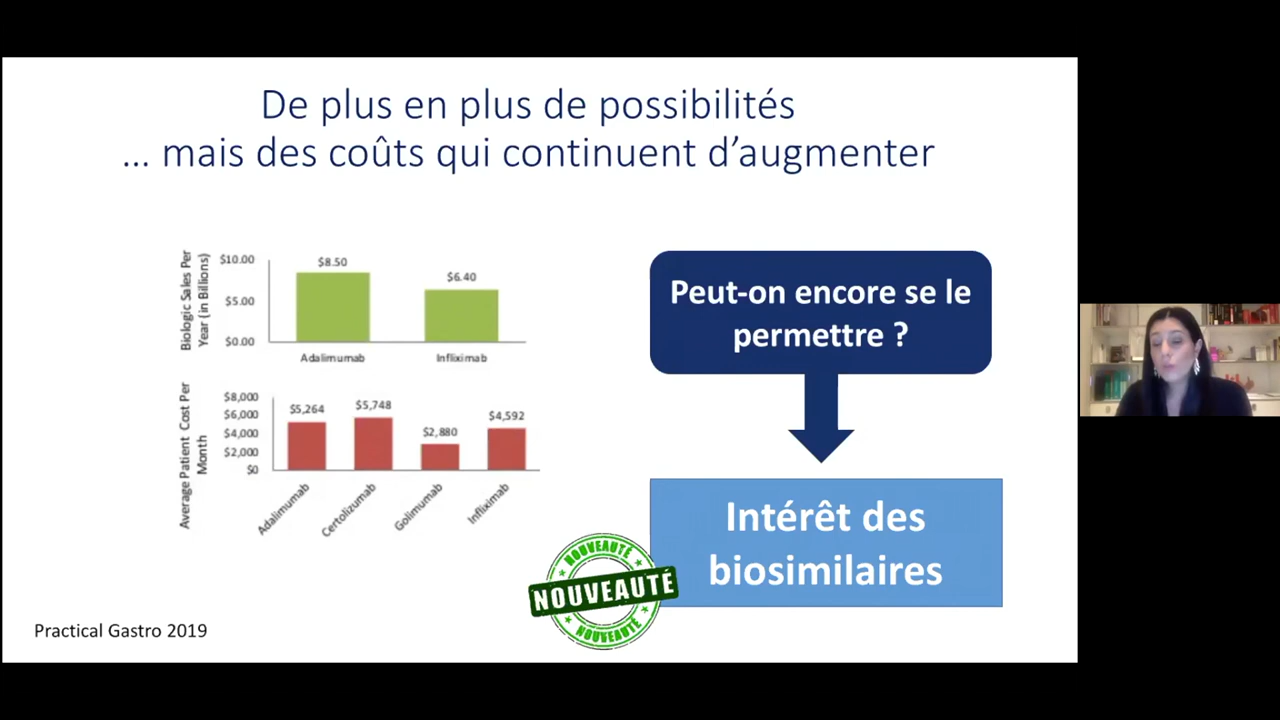 De plus en plus de possibilités
... mais des coûts qui continuent d’augmenter
Biologic Sales Per
Year (in Billions)
$10.00
$5.00
$0.00
$8.50
$6.40
Adalimumab
Infliximab
Average Patient Cost Per
Month
$8,000
$6,000
$4,000
$2,000
$0
$5,264
$5,748
$2,880
$4,592
Adalimumab
Certolizumab
Golimumab
Infliximab
Peut-on encore se le
permettre ?
Intérêt des
biosimilaires
NOUVEAUTÉ
NOUVEAUTÉ
NOUVEAUTÉ
Practical Gastro 2019